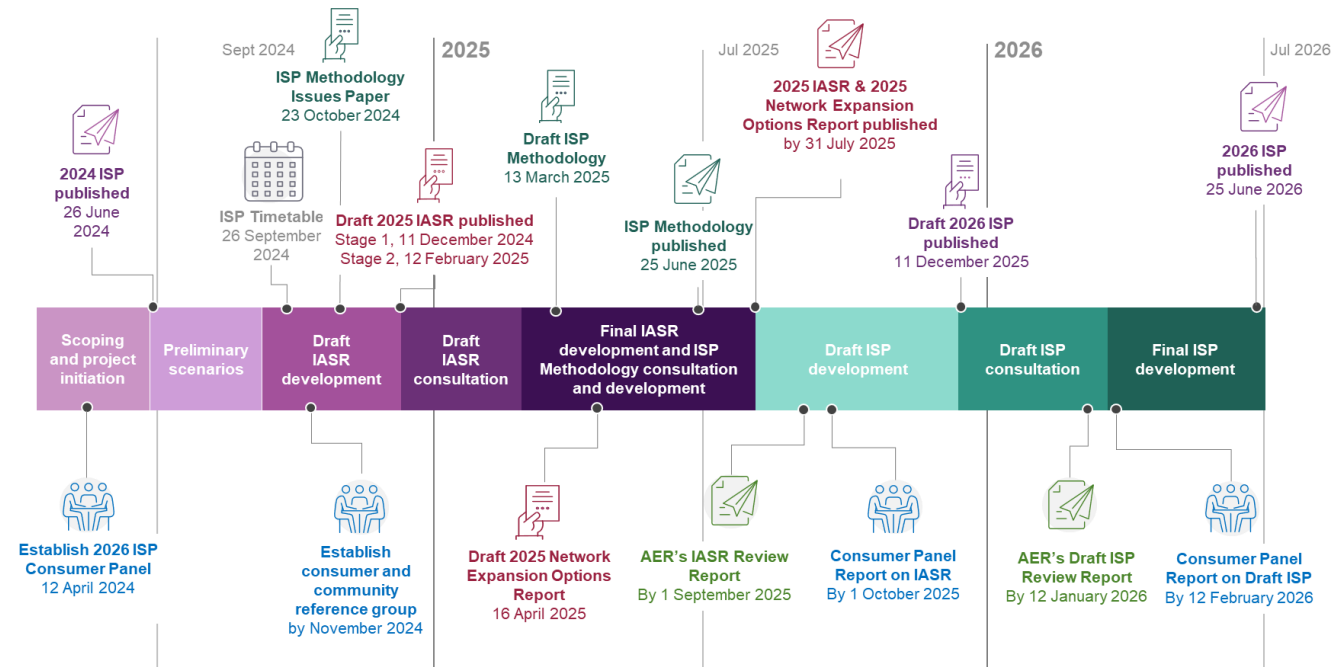 Sept 2024
2025
Jul 2025
2026
Jul 2026
2024 ISP
published
26 June
2024
ISP Timetable
26 September
2024
ISP Methodology
Issues Paper
23 October 2024
Draft 2025 IASR published
Stage 1, 11 December 2024
Stage 2, 12 February 2025
Draft ISP
Methodology
13 March 2025
ISP Methodology
published
25 June 2025
2025 IASR & 2025
Network Expansion
Options Report published
by 31 July 2025
Draft 2026 ISP
published
11 December 2025
2026 ISP
published
25 June 2026
Scoping
and project
initiation
Preliminary
scenarios
Draft
IASR
development
Draft
IASR
consultation
Final IASR
development and ISP
Methodology consultation
and development
Draft ISP
development
Draft ISP
consultation
Final ISP
development
Establish 2026 ISP
Consumer Panel
12 April 2024
Establish
consumer and
community
reference group
by November 2024
Draft 2025 Network
Expansion Options
Report
16 April 2025
AER's IASR Review
Report
By 1 September 2025
Consumer Panel
Report on IASR
By 1 October 2025
AER's Draft ISP
Review Report
By 12 January 2026
Consumer Panel
Report on Draft ISP
By 12 February 2026